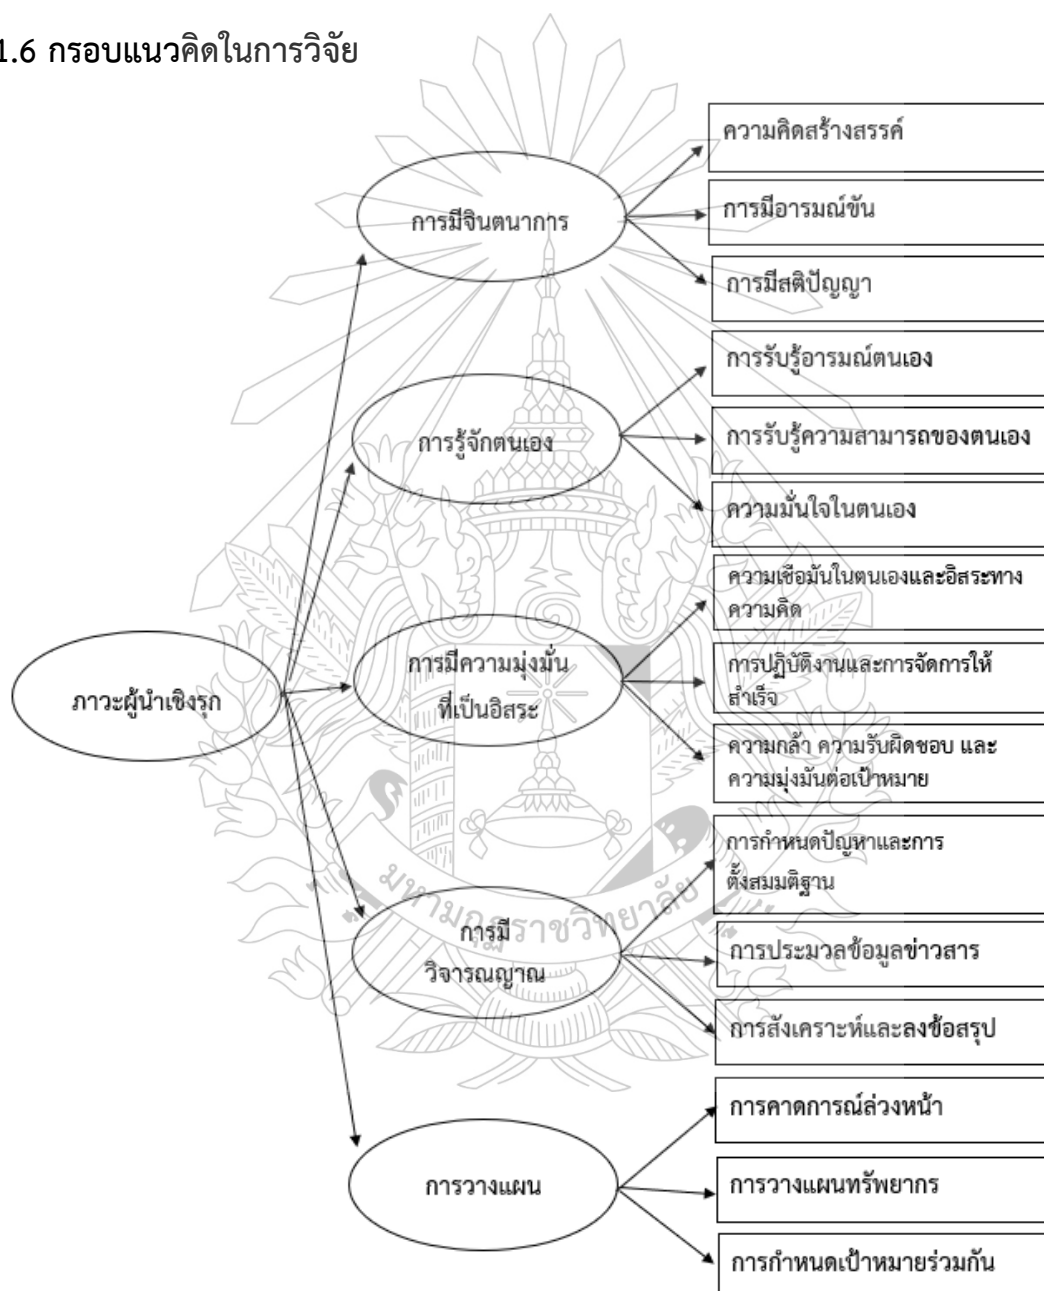 1.6 กรอบแนวคิดในการวิจัย
ภาวะผู้นำเชิงรุก
การมีจินตนาการ
ความคิดสร้างสรรค์
การมีอารมณ์ขัน
การมีสติปัญญา
การรู้จักตนเอง
การรับรู้อารมณ์ตนเอง
การรับรู้ความสามารถของตนเอง
ความมั่นใจในตนเอง
การมีความมุ่งมั่น
ที่เป็นอิสระ
ความเชื่อมันในตนเองและอิสระทาง
ความคิด
การปฏิบัติงานและการจัดการให้
สำเร็จ
ความกล้า ความรับผิดชอบ และ
ความมุ่งมันต่อเป้าหมาย
การมี
วิจารณญาณ
การกำหนดปัญหาและการ
ตั้งสมมติฐาน
การประมวลข้อมูลข่าวสาร
การสังเคราะห์และลงข้อสรุป
การวางแผน
การคาดการณ์ล่วงหน้า
การวางแผนทรัพยากร
การกำหนดเป้าหมายร่วมกัน
มหามกุฏราชวิทยาลัย